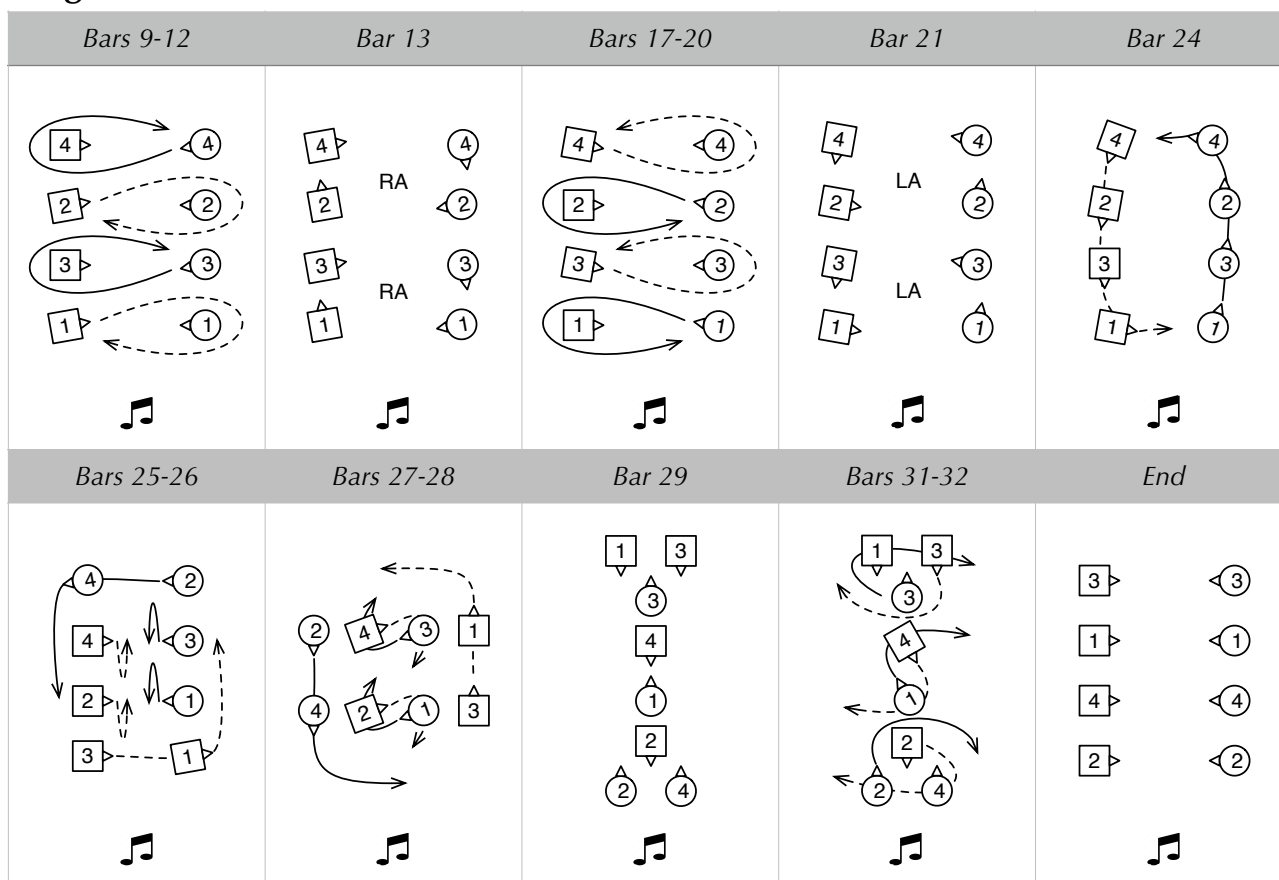 Bars 9-12
4 4
2 2
3 3
1 1
Bar 13
4 4
RA
2 2
3 3
RA
1 1
Bars 17-20
4 4
2 2
3 3
1 1
Bar 21
4 4
LA
2 2
3 3
LA
1 1
Bar 24
4 4
2 2
3 3
1 1
Bars 25-26
4 2
4 3
2 1
3 1
Bars 27-28
2 4 3 1
4 2 1 3
Bar 29
1 3
3
4
1
2
2 4
Bars 31-32
1 3
3
4
1
2
2 4
End
3 3
1 1
4 4
2 2